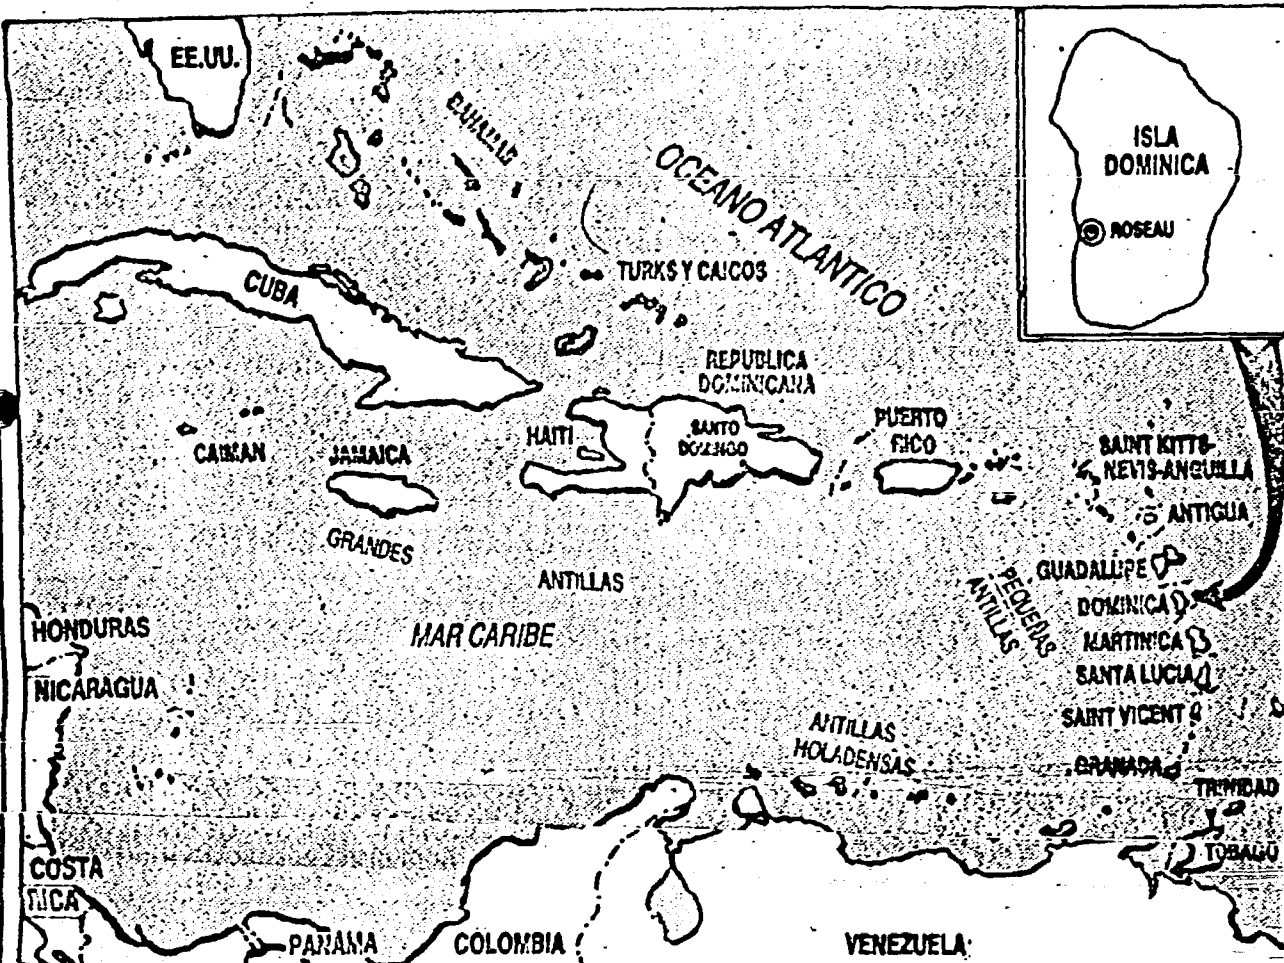 EE.UU.
BAHAMAS
OCEANO ATLANTICO
ISLA
DOMINICA
ROSEAU
CUBA
TURKS Y CAICOS
REPUBLICA
DOMINICANA
HAITI
SANTO
DOMINGO
PUERTO
RICO
CAIMAN
JAMAICA
SAINT KITTS-
NEVIS-ANGUILLA
ANTIGUA
GRANDES
ANTILLAS
GUADALUPE
PEQUEÑAS
ANTILLAS
DOMINICA
MARTINICA
SANTA LUCIA
SAINT VICENT
GRANADA
MAR CARIBE
HONDURAS
NICARAGUA
ANTILLAS
HOLADENSAS
TRINIDAD
Y
TOBAGO
COSTA
RICA
PANAMA
COLOMBIA
VENEZUELA